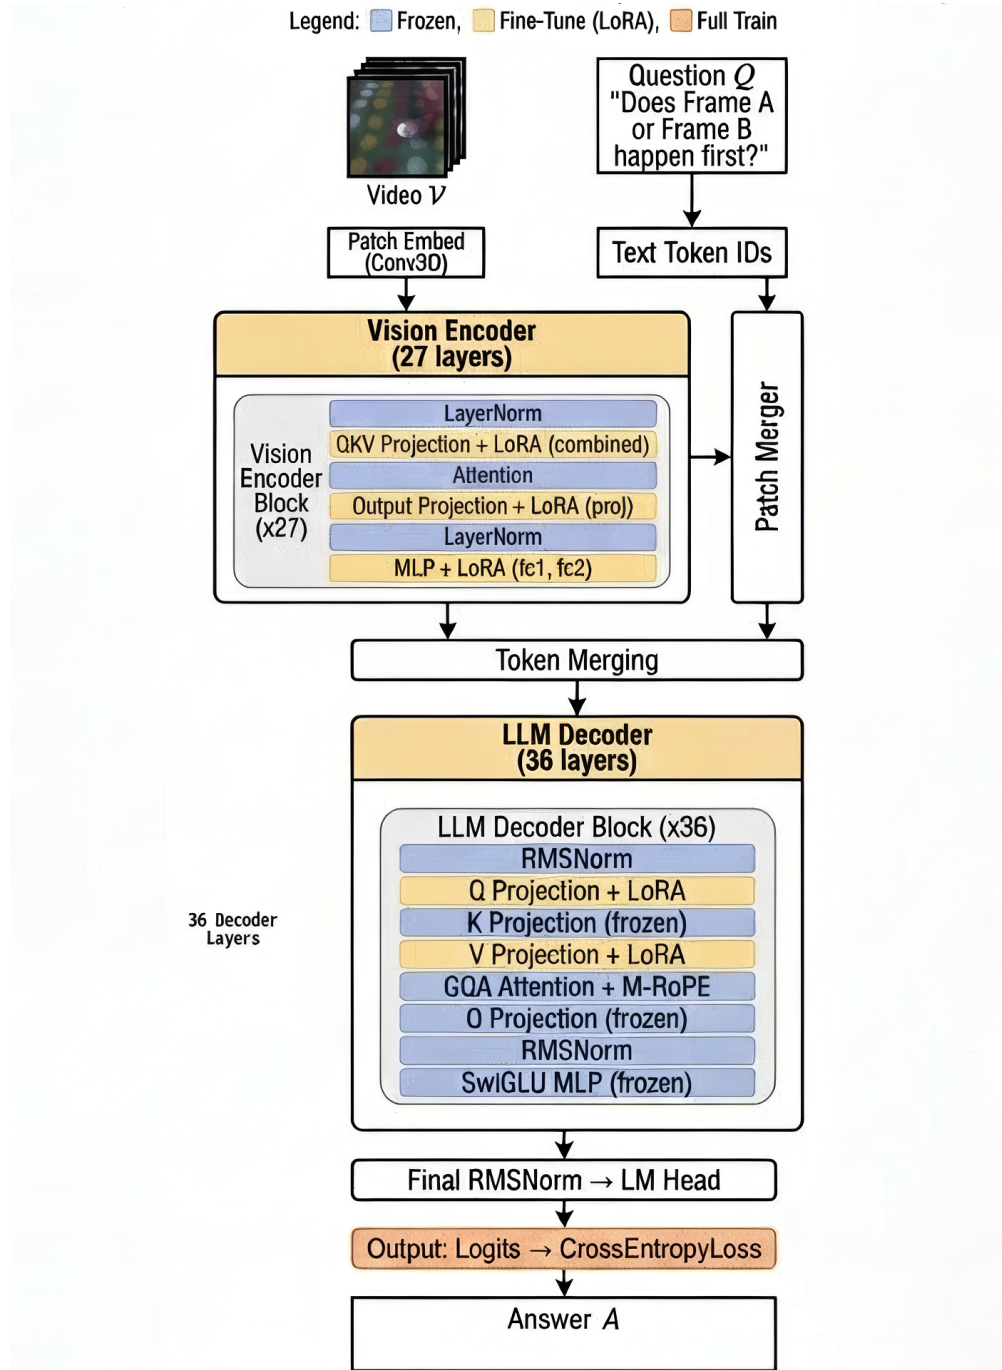 Legend: Frozen, Fine-Tune (LoRA), Full Train
Video V
Question Q
"Does Frame A
or Frame B
happen first?"
Patch Embed
(Conv3D)
Text Token IDs
Vision Encoder
(27 layers)
Vision
Encoder
Block
(x27)
LayerNorm
QKV Projection + LoRA (combined)
Attention
Output Projection + LoRA (proj)
LayerNorm
MLP + LoRA (fc1, fc2)
Patch Merger
Token Merging
LLM Decoder
(36 layers)
36 Decoder
Layers
LLM Decoder Block (x36)
RMSNorm
Q Projection + LoRA
K Projection (frozen)
V Projection + LoRA
GQA Attention + M-RoPE
O Projection (frozen)
RMSNorm
SwIGLU MLP (frozen)
Final RMSNorm → LM Head
Output: Logits → CrossEntropyLoss
Answer A